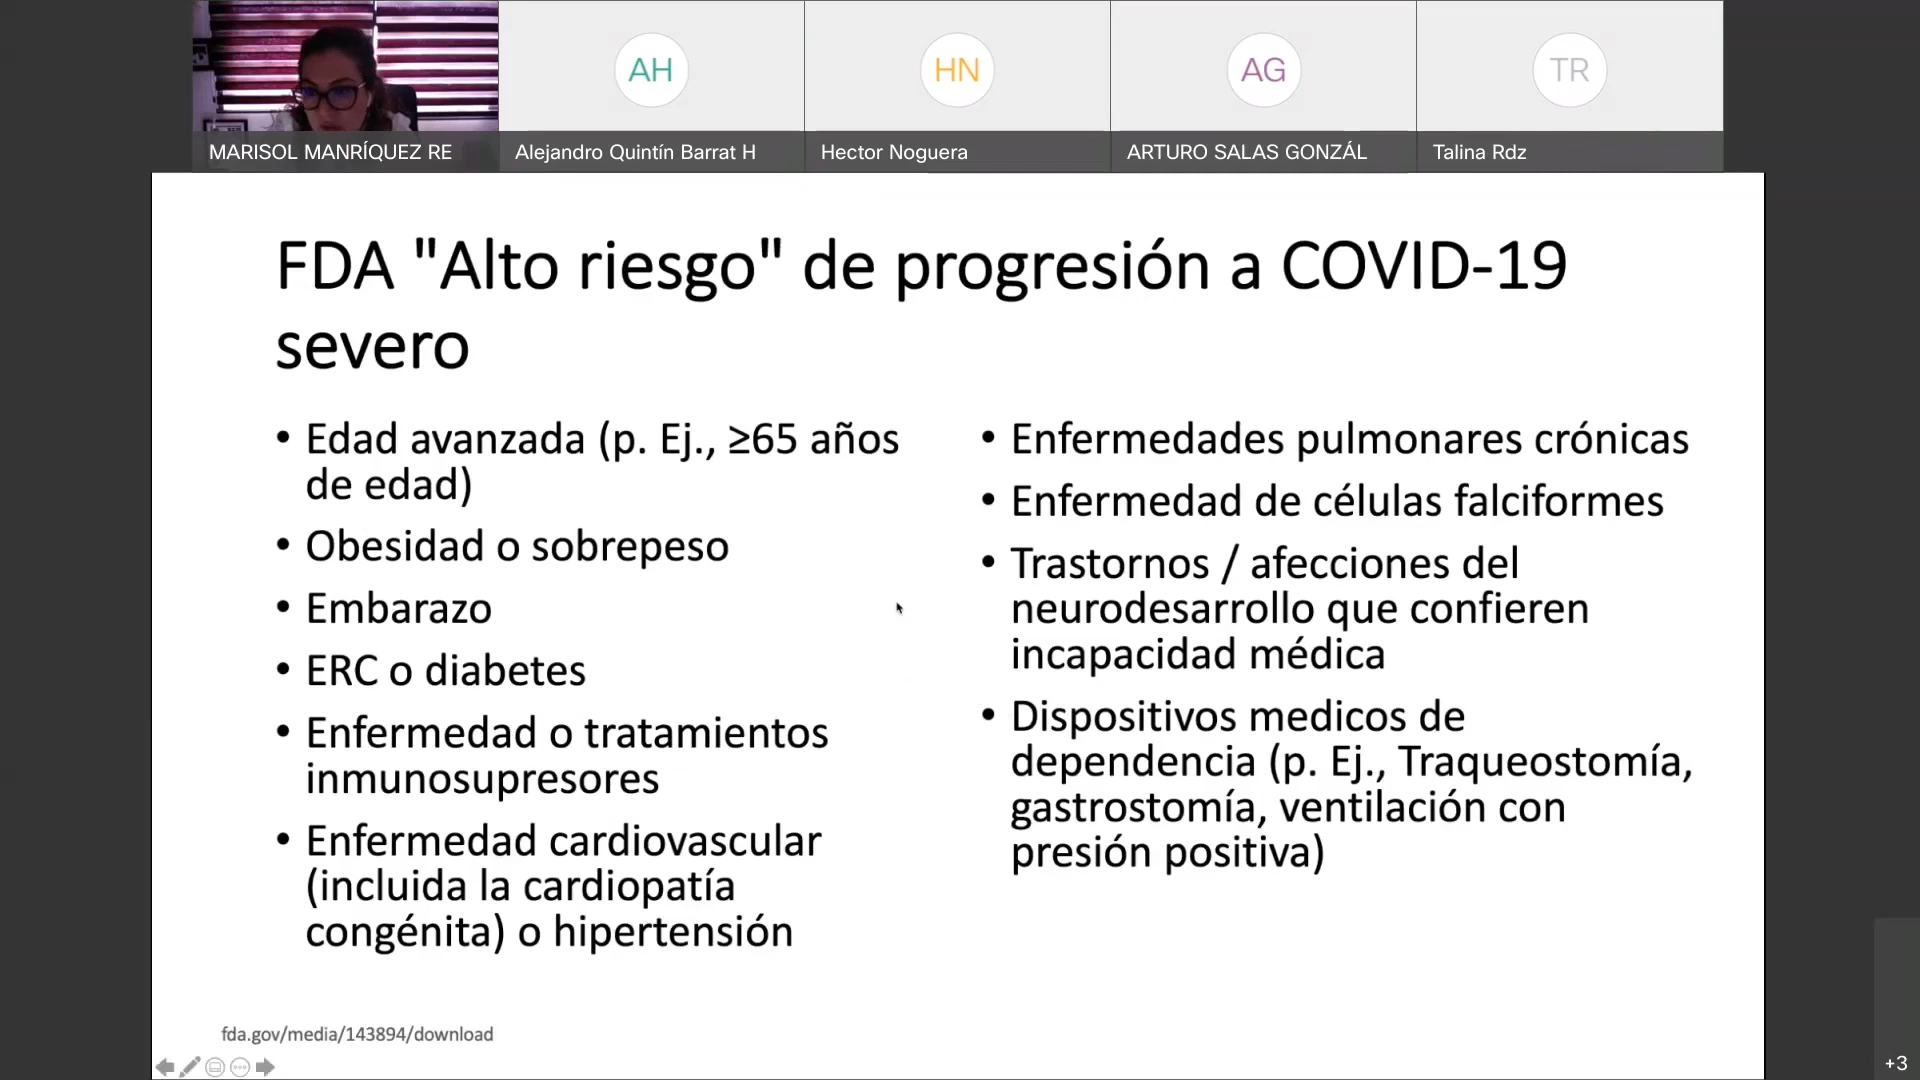 AH
HN
AG
TR
MARISOL MANRÍQUEZ RE
Alejandro Quintín Barrat H
Hector Noguera
ARTURO SALAS GONZÁL
Talina Rdz
FDA "Alto riesgo" de progresión a COVID-19
severo
• Edad avanzada (p. Ej., ≥65 años
de edad)
• Obesidad o sobrepeso
• Embarazo
• ERC o diabetes
• Enfermedad o tratamientos
inmunosupresores
• Enfermedad cardiovascular
(incluida la cardiopatía
congénita) o hipertensión
• Enfermedades pulmonares crónicas
• Enfermedad de células falciformes
• Trastornos / afecciones del
neurodesarrollo que confieren
incapacidad médica
• Dispositivos medicos de
dependencia (p. Ej., Traqueostomía,
gastrostomía, ventilación con
presión positiva)
fda.gov/media/143894/download
+3